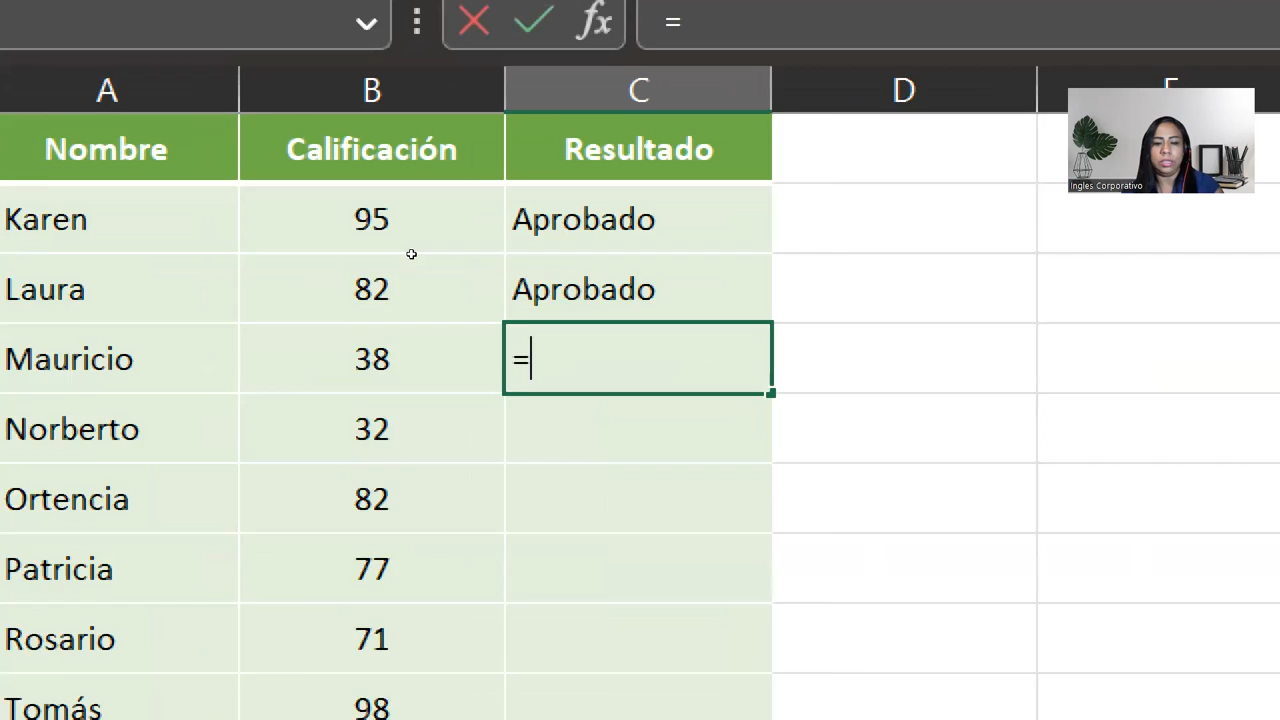 fx =
A B C D
Nombre Calificación Resultado
Ingles Corporativo
Karen 95 Aprobado
Laura 82 Aprobado
Mauricio 38 =
Norberto 32
Ortencia 82
Patricia 77
Rosario 71
Tomás 98